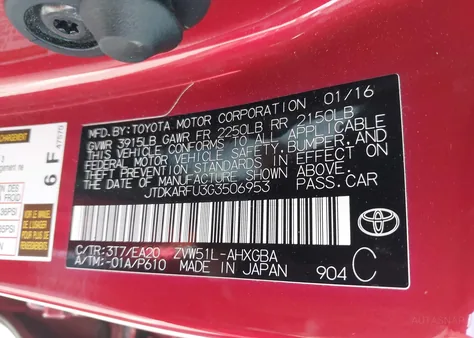 MFD.BY:TOYOTA MOTOR CORPORATION 01/16
GVWR 3915LB GAWR FR 2250LB RR 2150LB
THIS VEHICLE CONFORMS TO ALL APPLICABLE
FEDERAL MOTOR VEHICLE SAFETY, BUMPER,
AND THEFT PREVENTION STANDARDS IN EFFECT ON
THE DATE OF MANUFACTURE SHOWN ABOVE.
JTDKARFU3G3506953 PASS.CAR
C/TR:3T7/EA20 ZVW51L-AHXGBA
A/TM:-01A/P610 MADE IN JAPAN 904 C
TOYOTA
6 F
A7570